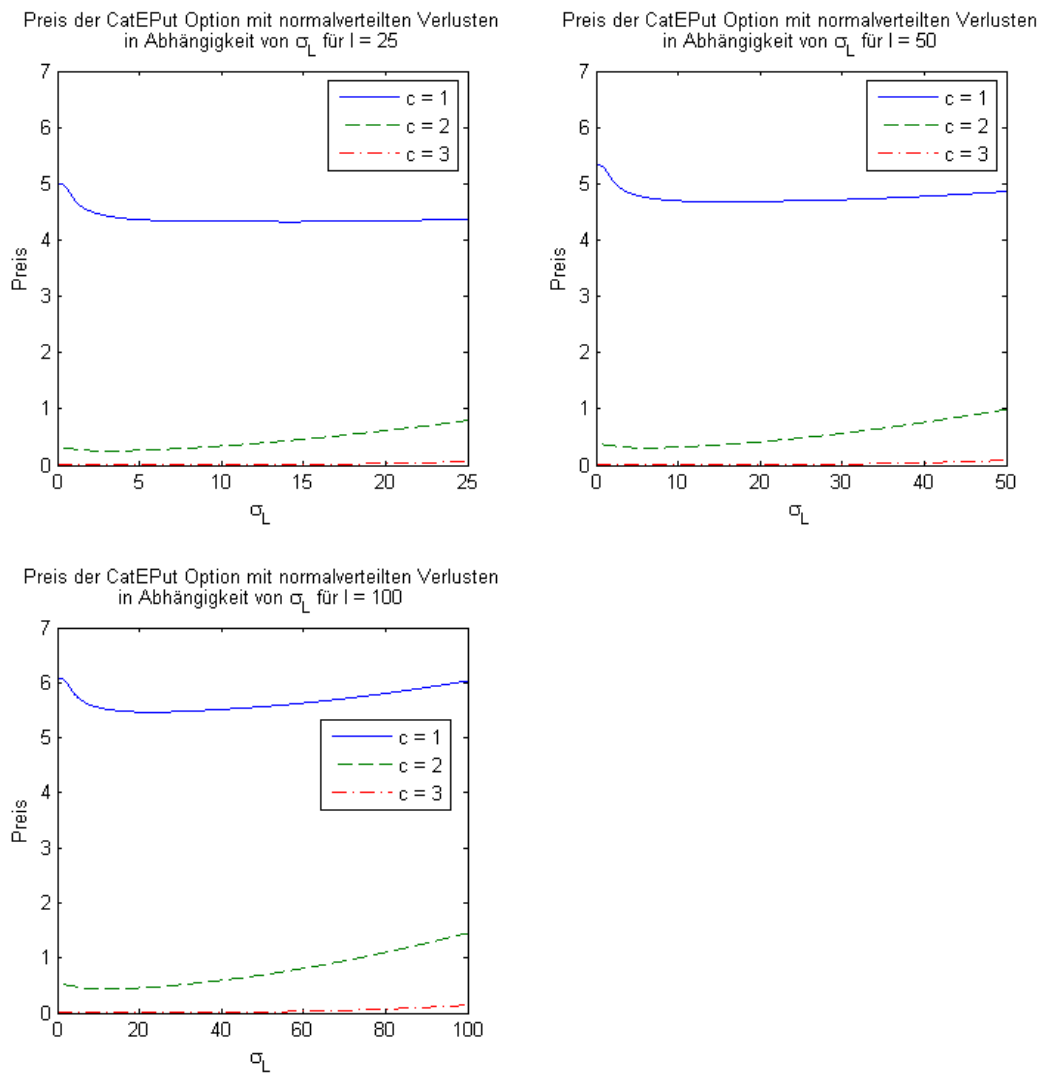 Preis der CatEPut Option mit normalverteilten Verlusten
in Abhängigkeit von σL für l = 25
7
6
5
4
3
2
1
0
Preis
c = 1
c = 2
c = 3
0 5 10 15 20 25
σL
Preis der CatEPut Option mit normalverteilten Verlusten
in Abhängigkeit von σL für l = 50
7
6
5
4
3
2
1
0
Preis
c = 1
c = 2
c = 3
0 10 20 30 40 50
σL
Preis der CatEPut Option mit normalverteilten Verlusten
in Abhängigkeit von σL für l = 100
7
6
5
4
3
2
1
0
Preis
c = 1
c = 2
c = 3
0 20 40 60 80 100
σL